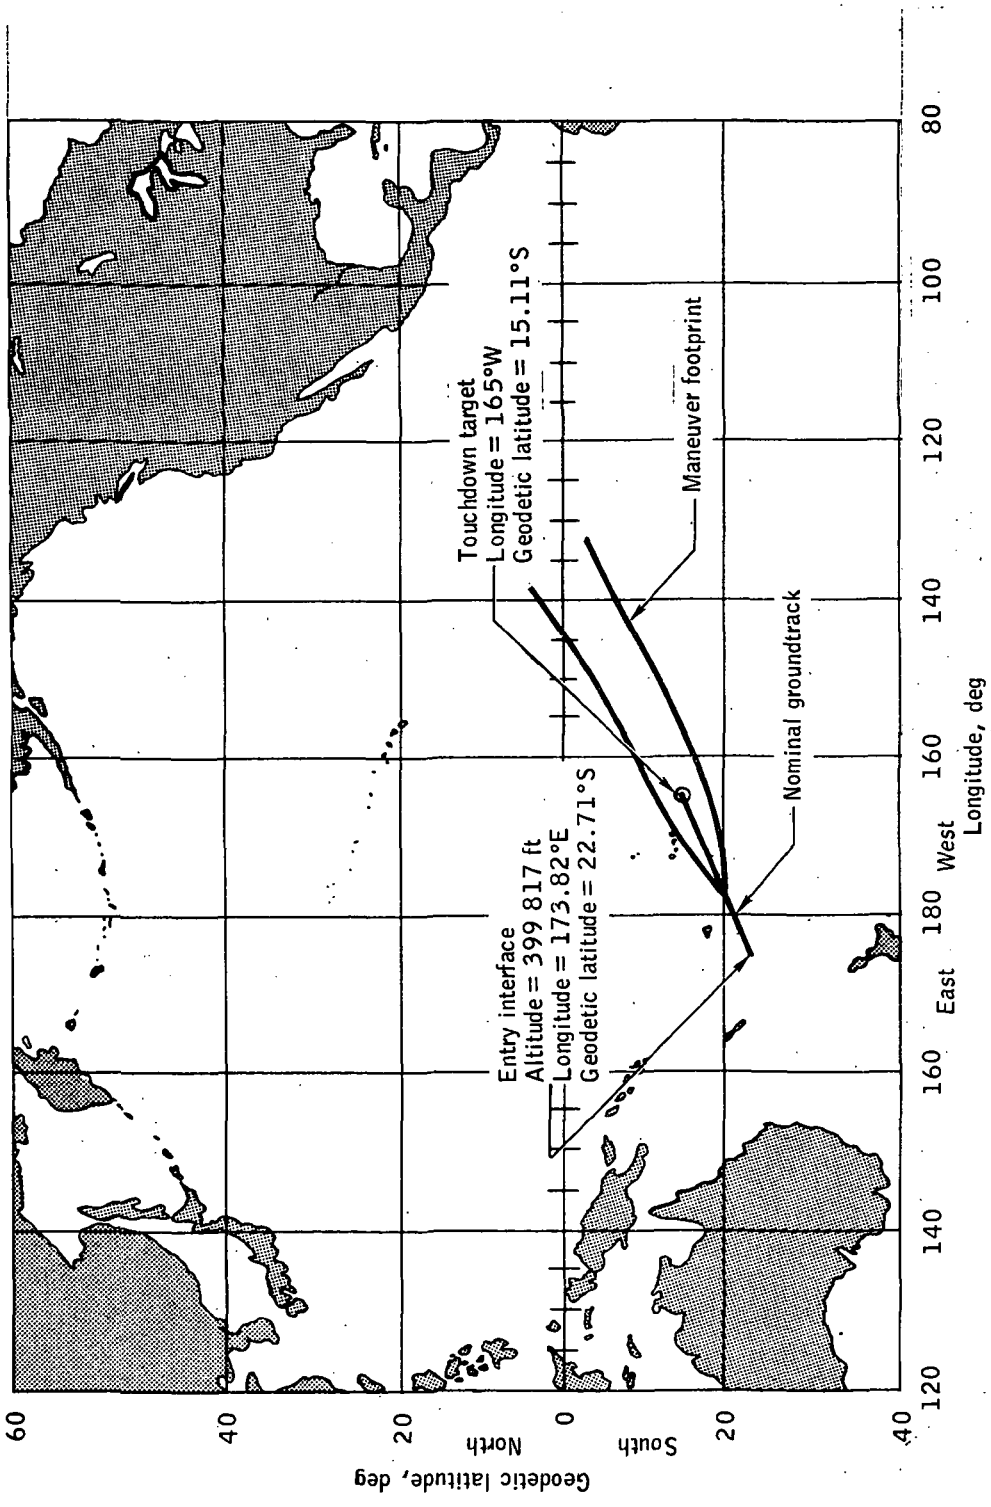 Geodetic latitude, deg
North
South
60
40
20
0
20
40
Entry interface
Altitude = 399 817 ft
Longitude = 173.82°E
Geodetic latitude = 22.71°S
Touchdown target
Longitude = 165°W
Geodetic latitude = 15.11°S
Maneuver footprint
Nominal groundtrack
120
140
160
180
160
140
120
100
80
East
West
Longitude, deg